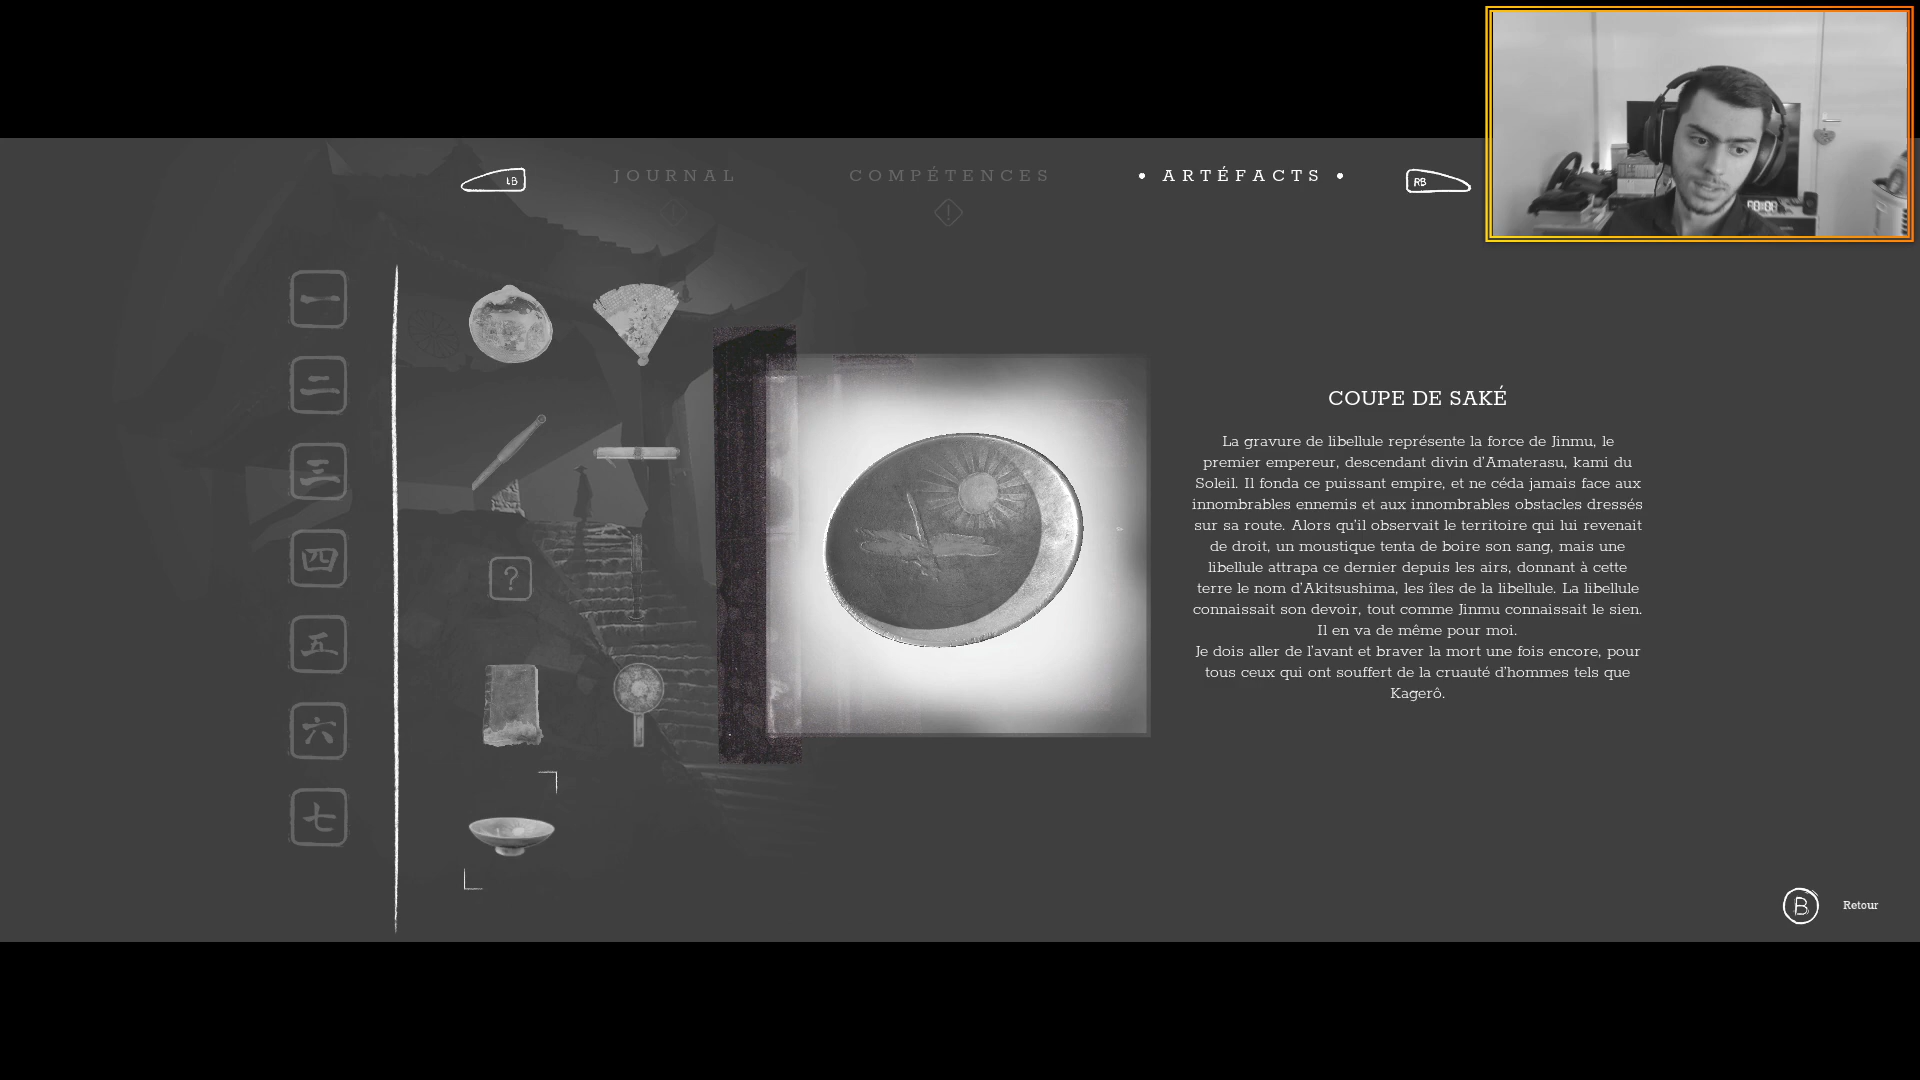 LB
JOURNAL
COMPÉTENCES
• ARTÉFACTS •
RB
一
二
三
四
五
六
七
?
COUPE DE SAKÉ
La gravure de libellule représente la force de Jinmu, le
premier empereur, descendant divin d'Amaterasu, kami du
Soleil. Il fonda ce puissant empire, et ne céda jamais face aux
innombrables ennemis et aux innombrables obstacles dressés
sur sa route. Alors qu'il observait le territoire qui lui revenait
de droit, un moustique tenta de boire son sang, mais une
libellule attrapa ce dernier depuis les airs, donnant à cette
terre le nom d'Akitsushima, les îles de la libellule. La libellule
connaissait son devoir, tout comme Jinmu connaissait le sien.
Il en va de même pour moi.
Je dois aller de l'avant et braver la mort une fois encore, pour
tous ceux qui ont souffert de la cruauté d'hommes tels que
Kagerô.
B Retour